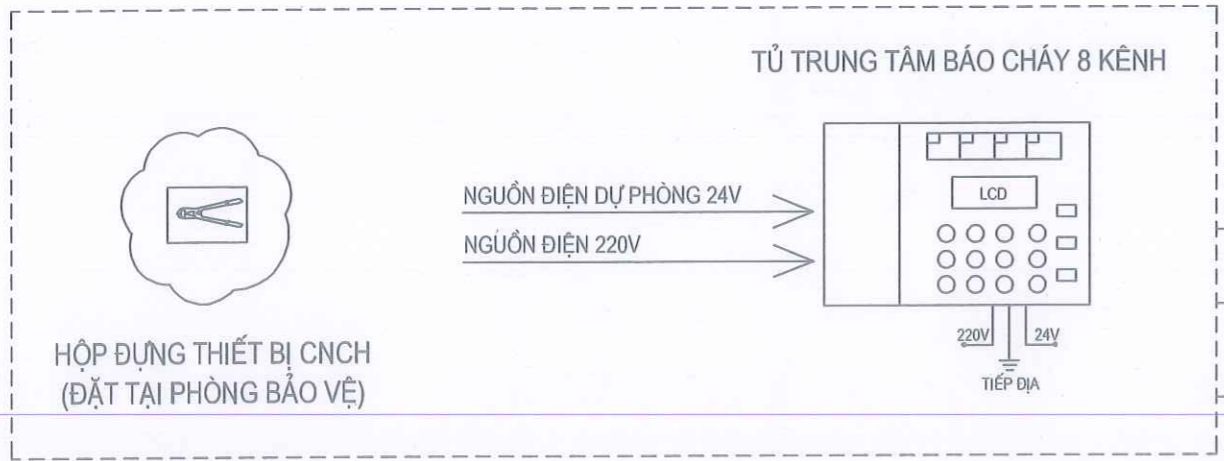 TỦ TRUNG TÂM BÁO CHÁY 8 KÊNH
NGUỒN ĐIỆN DỰ PHÒNG 24V
LCD
NGUỒN ĐIỆN 220V
220V
24V
TIẾP ĐỊA
HỘP ĐỰNG THIẾT BỊ CNCH
(ĐẶT TẠI PHÒNG BẢO VỆ)